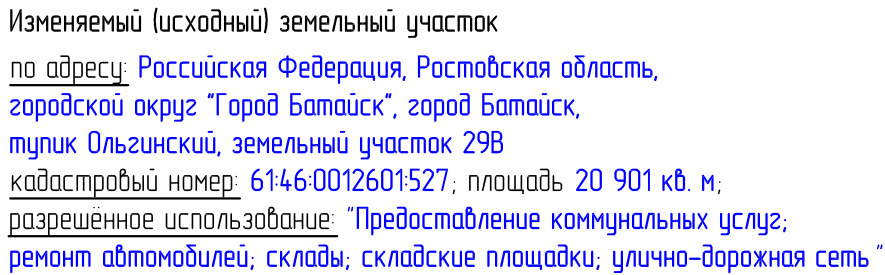 Изменяемый (исходный) земельный участок
по адресу: Российская Федерация, Ростовская область,
городской округ "Город Батайск", город Батайск,
тупик Ольгинский, земельный участок 29В
кадастровый номер: 61:46:0012601:527; площадь 20 901 кв. м;
разрешённое использование: "Предоставление коммунальных услуг;
ремонт автомобилей; склады; складские площадки; улично-дорожная сеть "